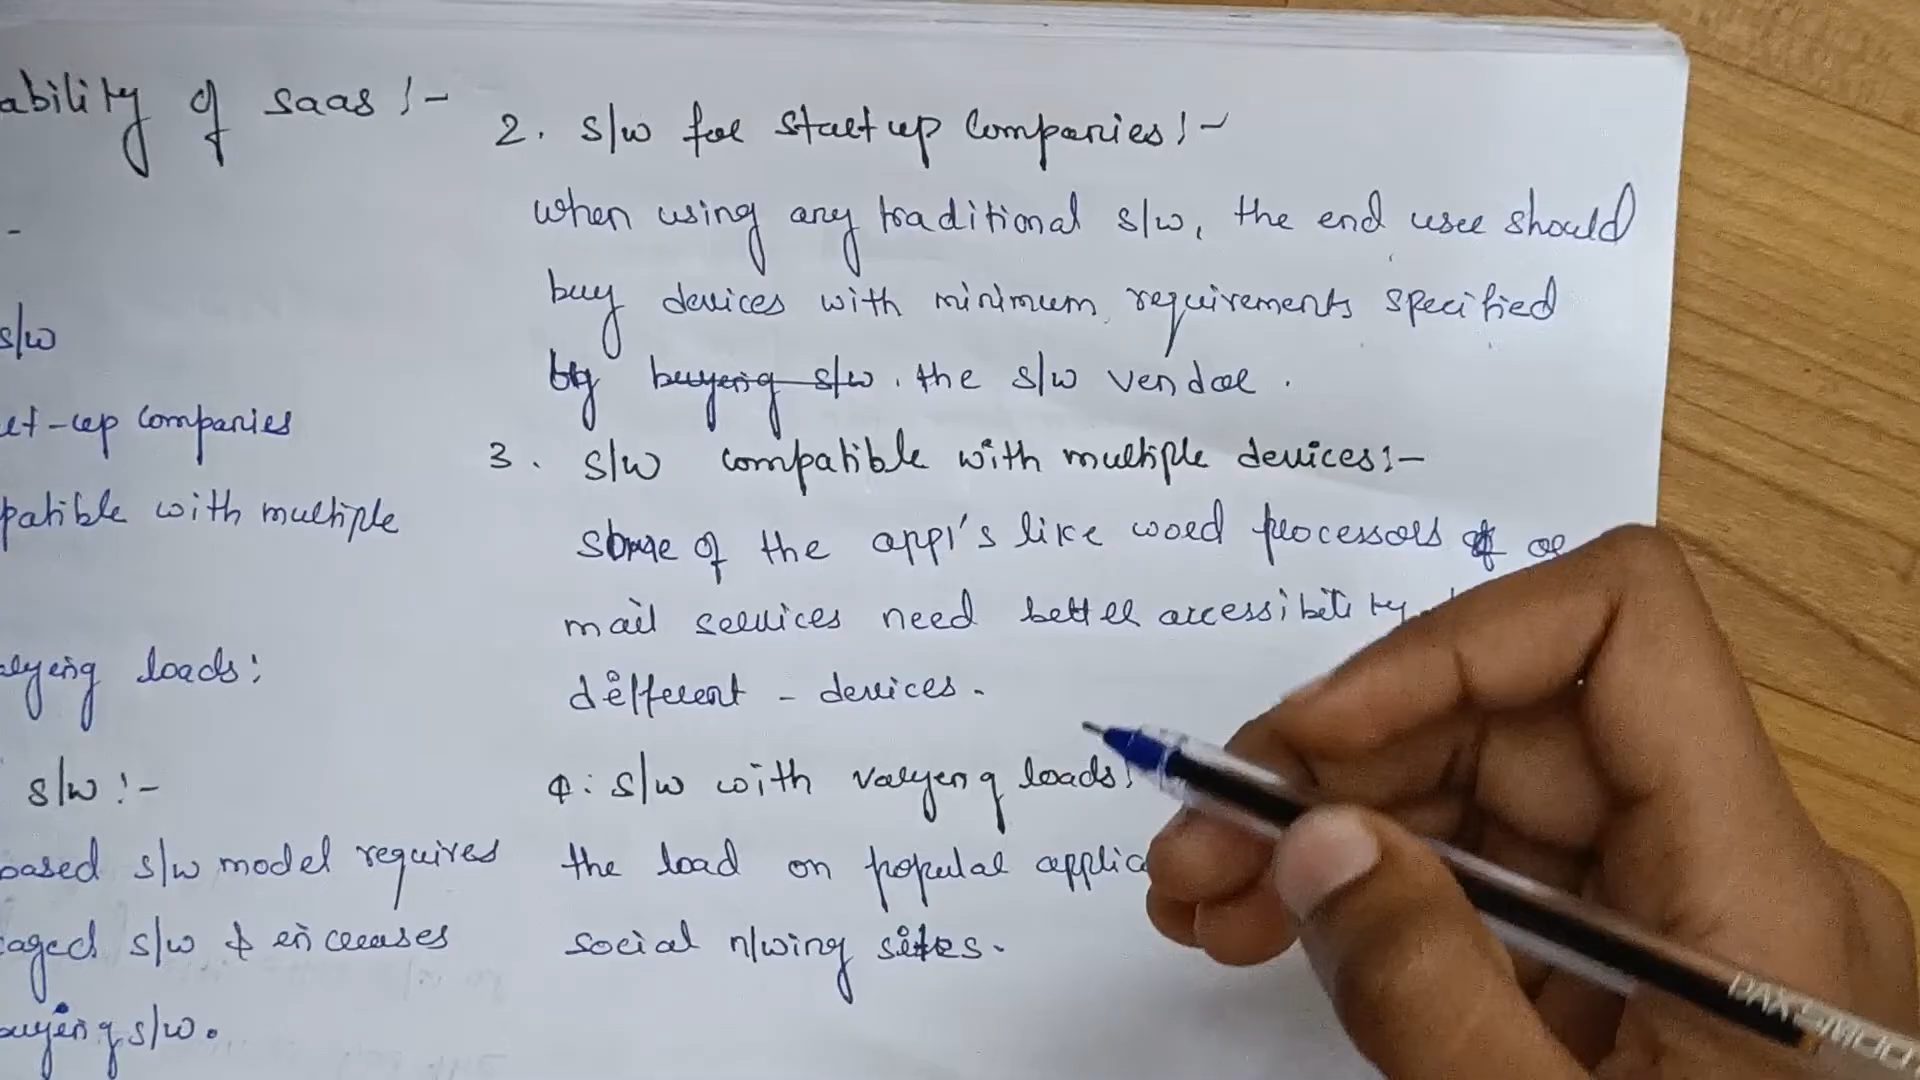 ability of saas :-
-
s/w
et-up companies
patible with multiple
lying loads:
s/w :-
based s/w model requires
aged s/w & increases
buying s/w.
2. s/w for start up Companies :-
when using any traditional s/w, the end user should
buy devices with minimum requirements specified
by buying s/w. the s/w vendor.
3. s/w compatible with multiple devices :-
some of the appl's like word processors or
mail services need better accessibility
different - devices.
4. s/w with varying loads:
the load on popular applic
social n/wing sites.